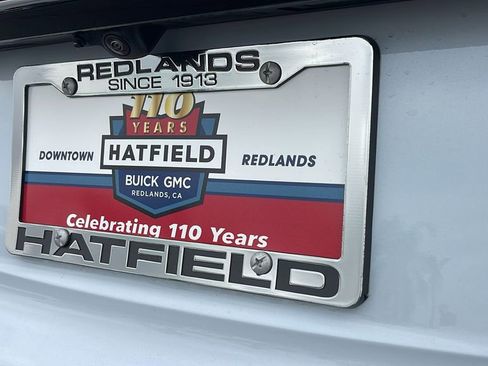 REDLANDS
SINCE 1913
110
YEARS
DOWNTOWN HATFIELD REDLANDS
BUICK GMC
REDLANDS, CA
Celebrating 110 Years
HATFIELD